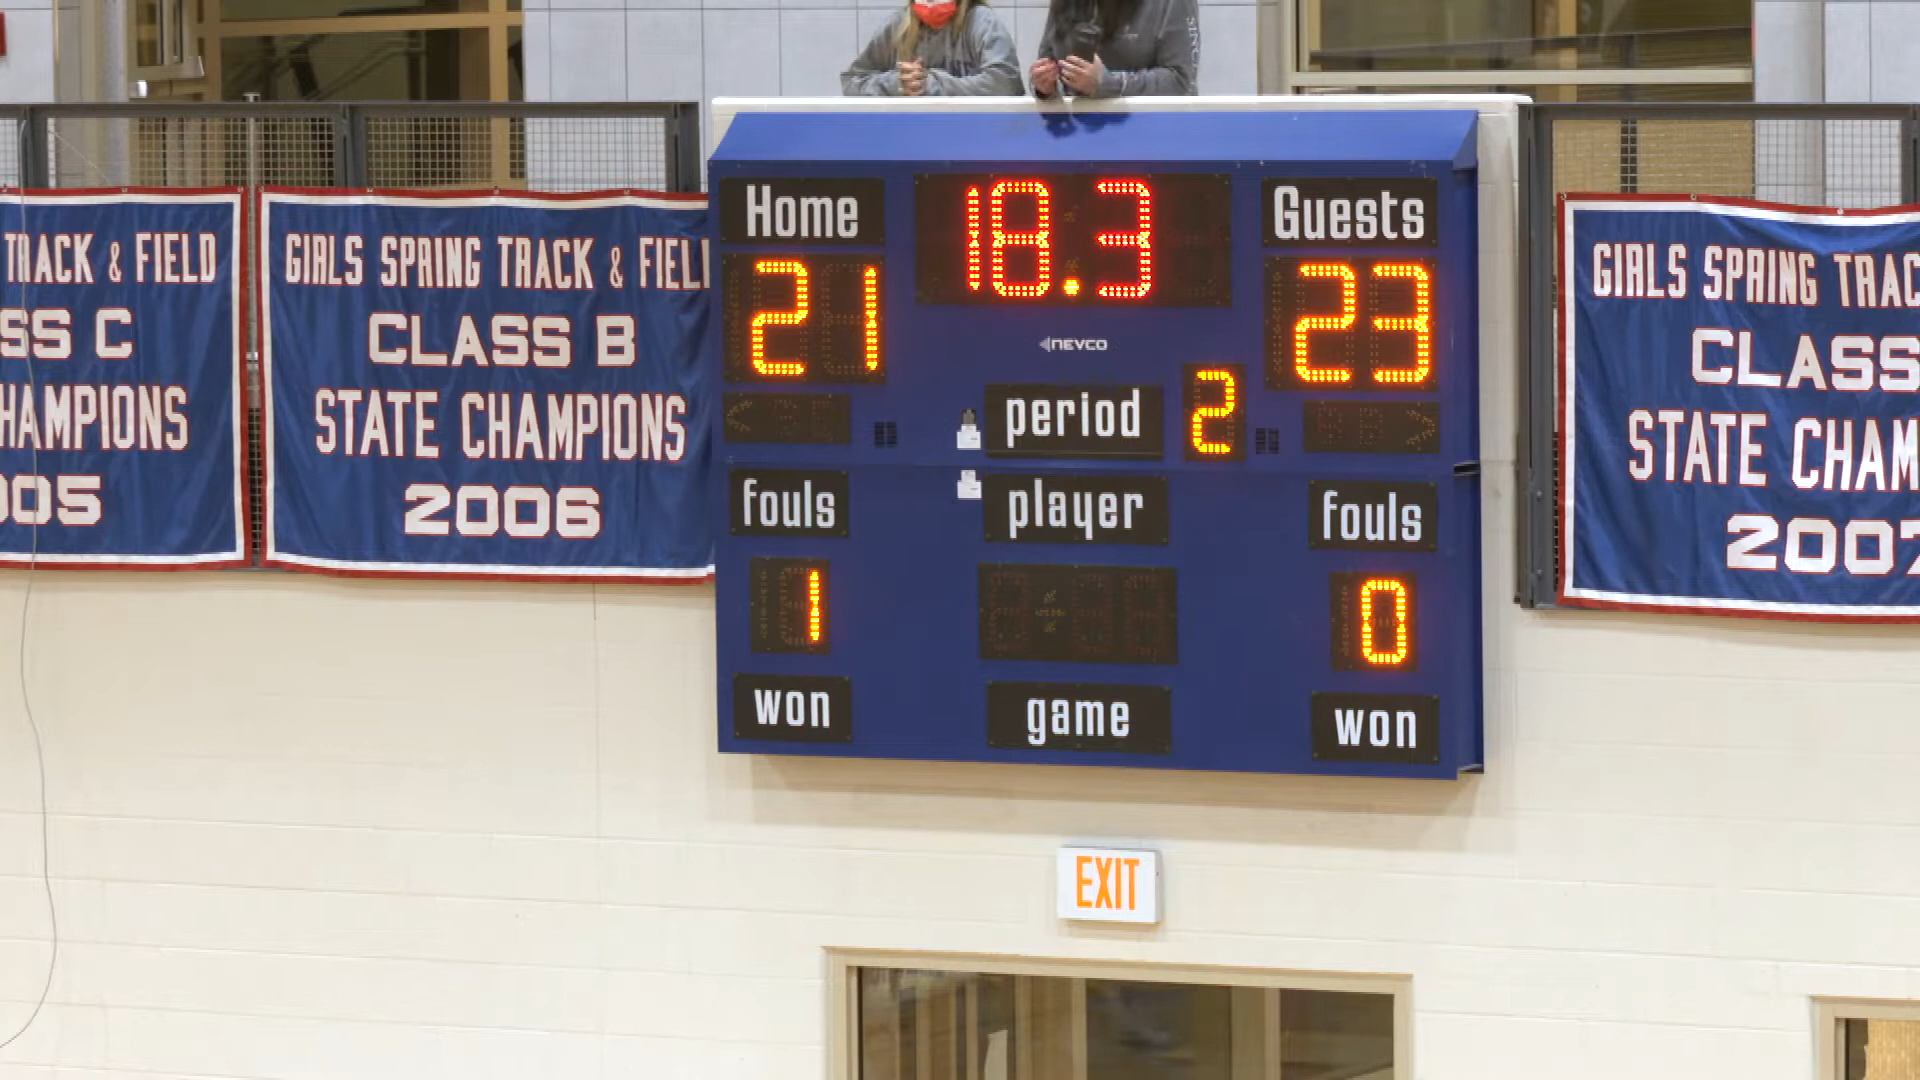 TRACK & FIELD
SS C
HAMPIONS
005
GIRLS SPRING TRACK & FIEL
CLASS B
STATE CHAMPIONS
2006
Home
18.3
Guests
21
23
NEVCO
period
2
fouls
player
fouls
1
0
won
game
won
GIRLS SPRING TRAC
CLASS
STATE CHAM
2007
EXIT